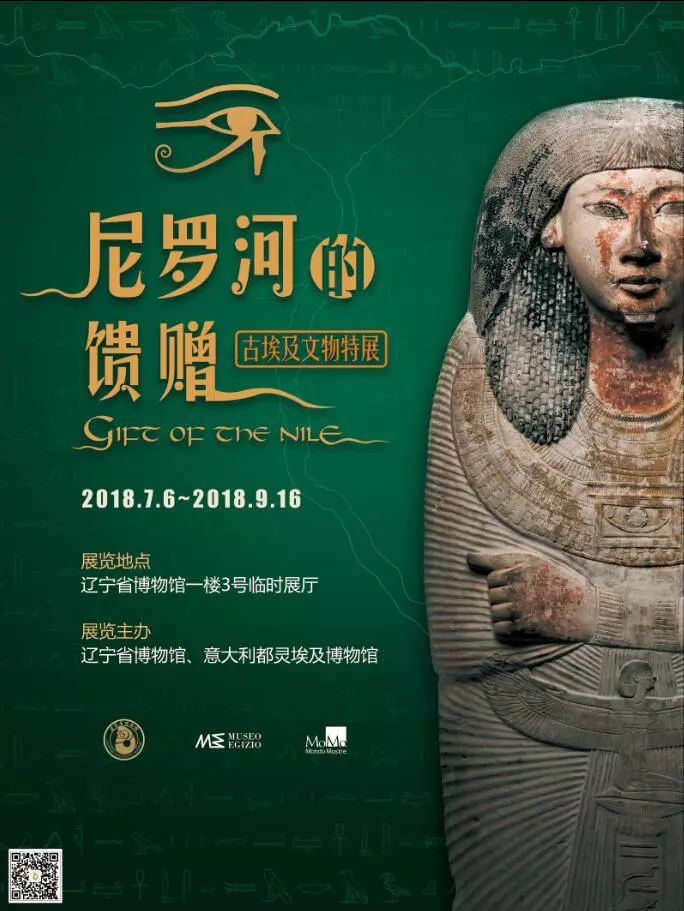 尼罗河的
馈赠
古埃及文物特展
GIFT OF THE NILE
2018.7.6~2018.9.16
展览地点
辽宁省博物馆一楼3号临时展厅
展览主办
辽宁省博物馆、意大利都灵埃及博物馆
ME MUSEO
EGIZIO
MoMo
Mondo Mostre